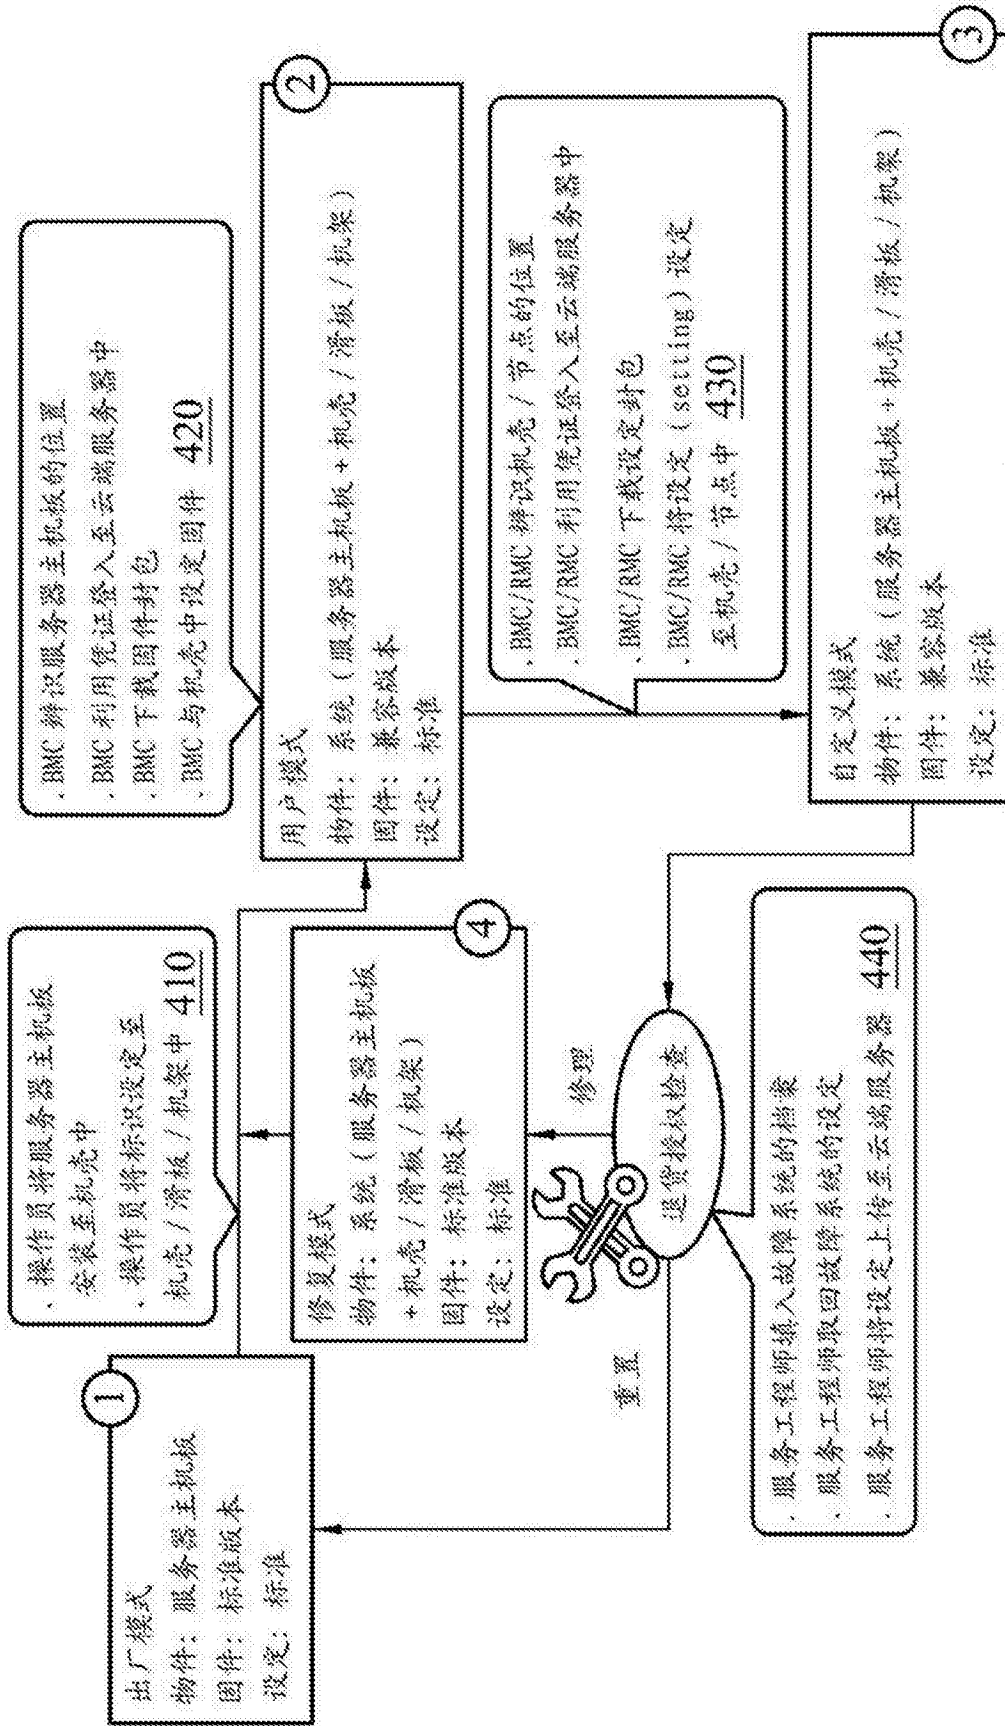 出厂模式
物件: 服务器主机板
固件: 标准版本
设定: 标准
1
. 操作员将服务器主机板
安装至机壳中
. 操作员将标识设定至
机壳/滑板/机架中 410
. BMC 辨识服务器主机板的位置
. BMC 利用凭证登入至云端服务器中
. BMC 下载固件封包
. BMC 与机壳中设定固件 420
用户模式
物件: 系统(服务器主机板+机壳/滑板/机架)
固件: 兼容版本
设定: 标准
2
. BMC/RMC 辨识机壳/节点的位置
. BMC/RMC 利用凭证登入至云端服务器中
. BMC/RMC 下载设定封包
. BMC/RMC 将设定(setting)设定
至机壳/节点中 430
自定义模式
物件: 系统(服务器主机板+机壳/滑板/机架)
固件: 兼容版本
设定: 标准
3
修复模式
物件: 系统(服务器主机板
+机壳/滑板/机架)
固件: 标准版本
设定: 标准
4
修理
重置
退货授权检查
. 服务工程师填入故障系统的档案
. 服务工程师取回故障系统的设定
. 服务工程师将设定上传至云端服务器 440